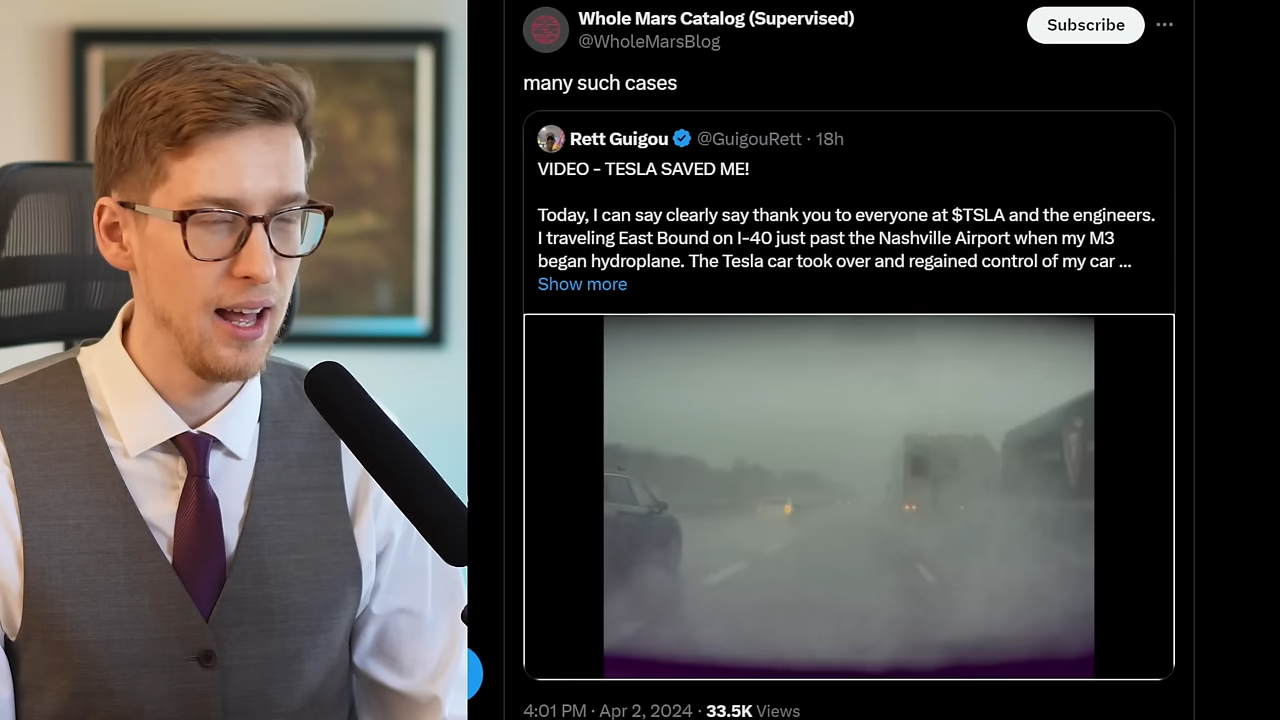 Whole Mars Catalog (Supervised)
@WholeMarsBlog
Subscribe
many such cases
Rett Guigou @GuigouRett · 18h
VIDEO - TESLA SAVED ME!
Today, I can say clearly say thank you to everyone at $TSLA and the engineers.
I traveling East Bound on I-40 just past the Nashville Airport when my M3
began hydroplane. The Tesla car took over and regained control of my car ...
Show more
4:01 PM · Apr 2, 2024 · 33.5K Views